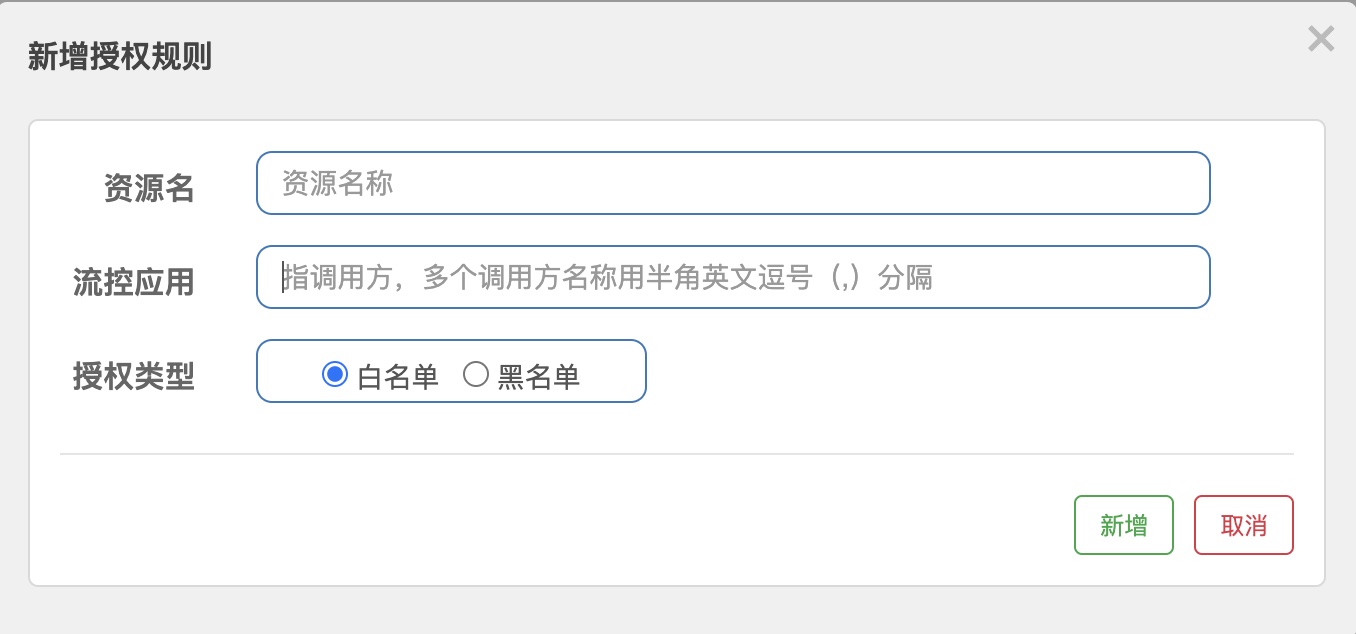 新增授权规则
资源名
资源名称
流控应用
指调用方，多个调用方名称用半角英文逗号（,）分隔
授权类型
白名单 黑名单
新增 取消